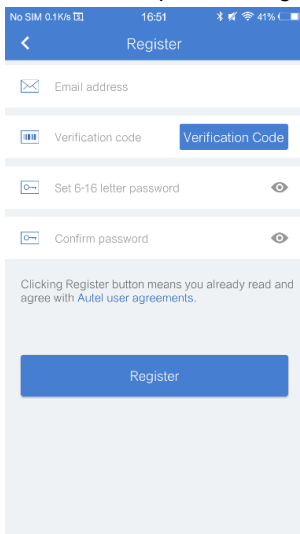 No SIM 0.1K/s 16:51 41%
Register
Email address
Verification code Verification Code
Set 6-16 letter password
Confirm password
Clicking Register button means you already read and
agree with Autel user agreements.
Register